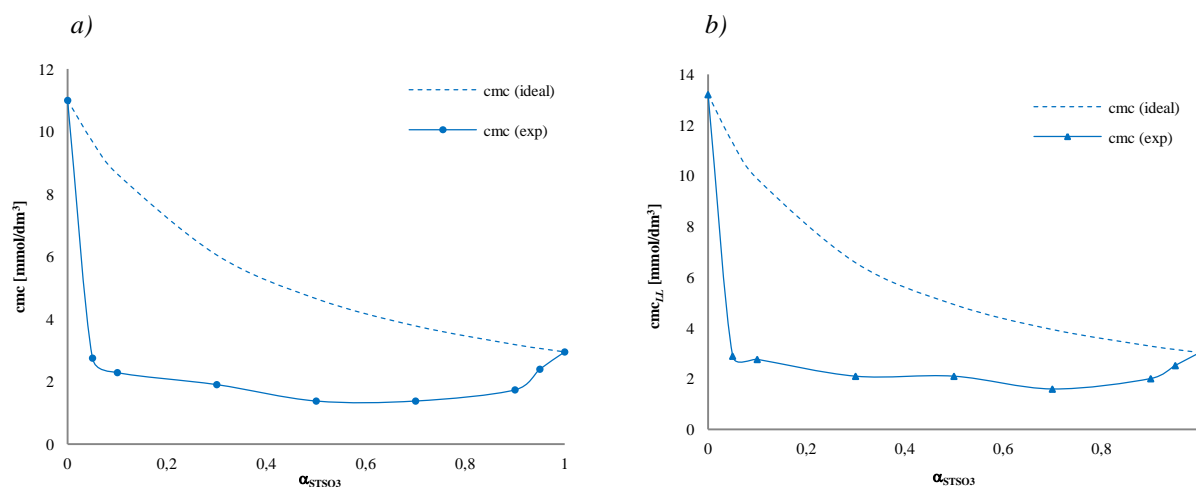 a)
cmc [mmol/dm³]
12
10
8
6
4
2
0
0 0,2 0,4 0,6 0,8 1
αSTSO3
cmc (ideal)
cmc (exp)
b)
cmcLL [mmol/dm³]
14
12
10
8
6
4
2
0
0 0,2 0,4 0,6 0,8
αSTSO3
cmc (ideal)
cmc (exp)